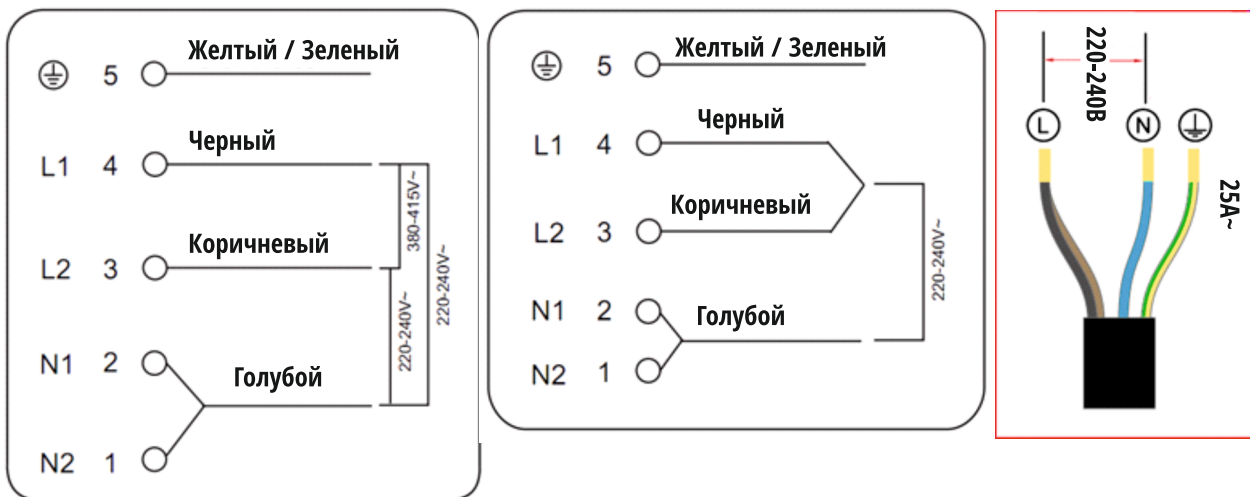 5 Желтый / Зеленый
L1 4 Черный
L2 3 Коричневый
N1 2
Голубой
N2 1
380-415V~
220-240V~
220-240V~
5 Желтый / Зеленый
L1 4 Черный
L2 3 Коричневый
N1 2
Голубой
N2 1
220-240V~
220-240В
L N
25А~